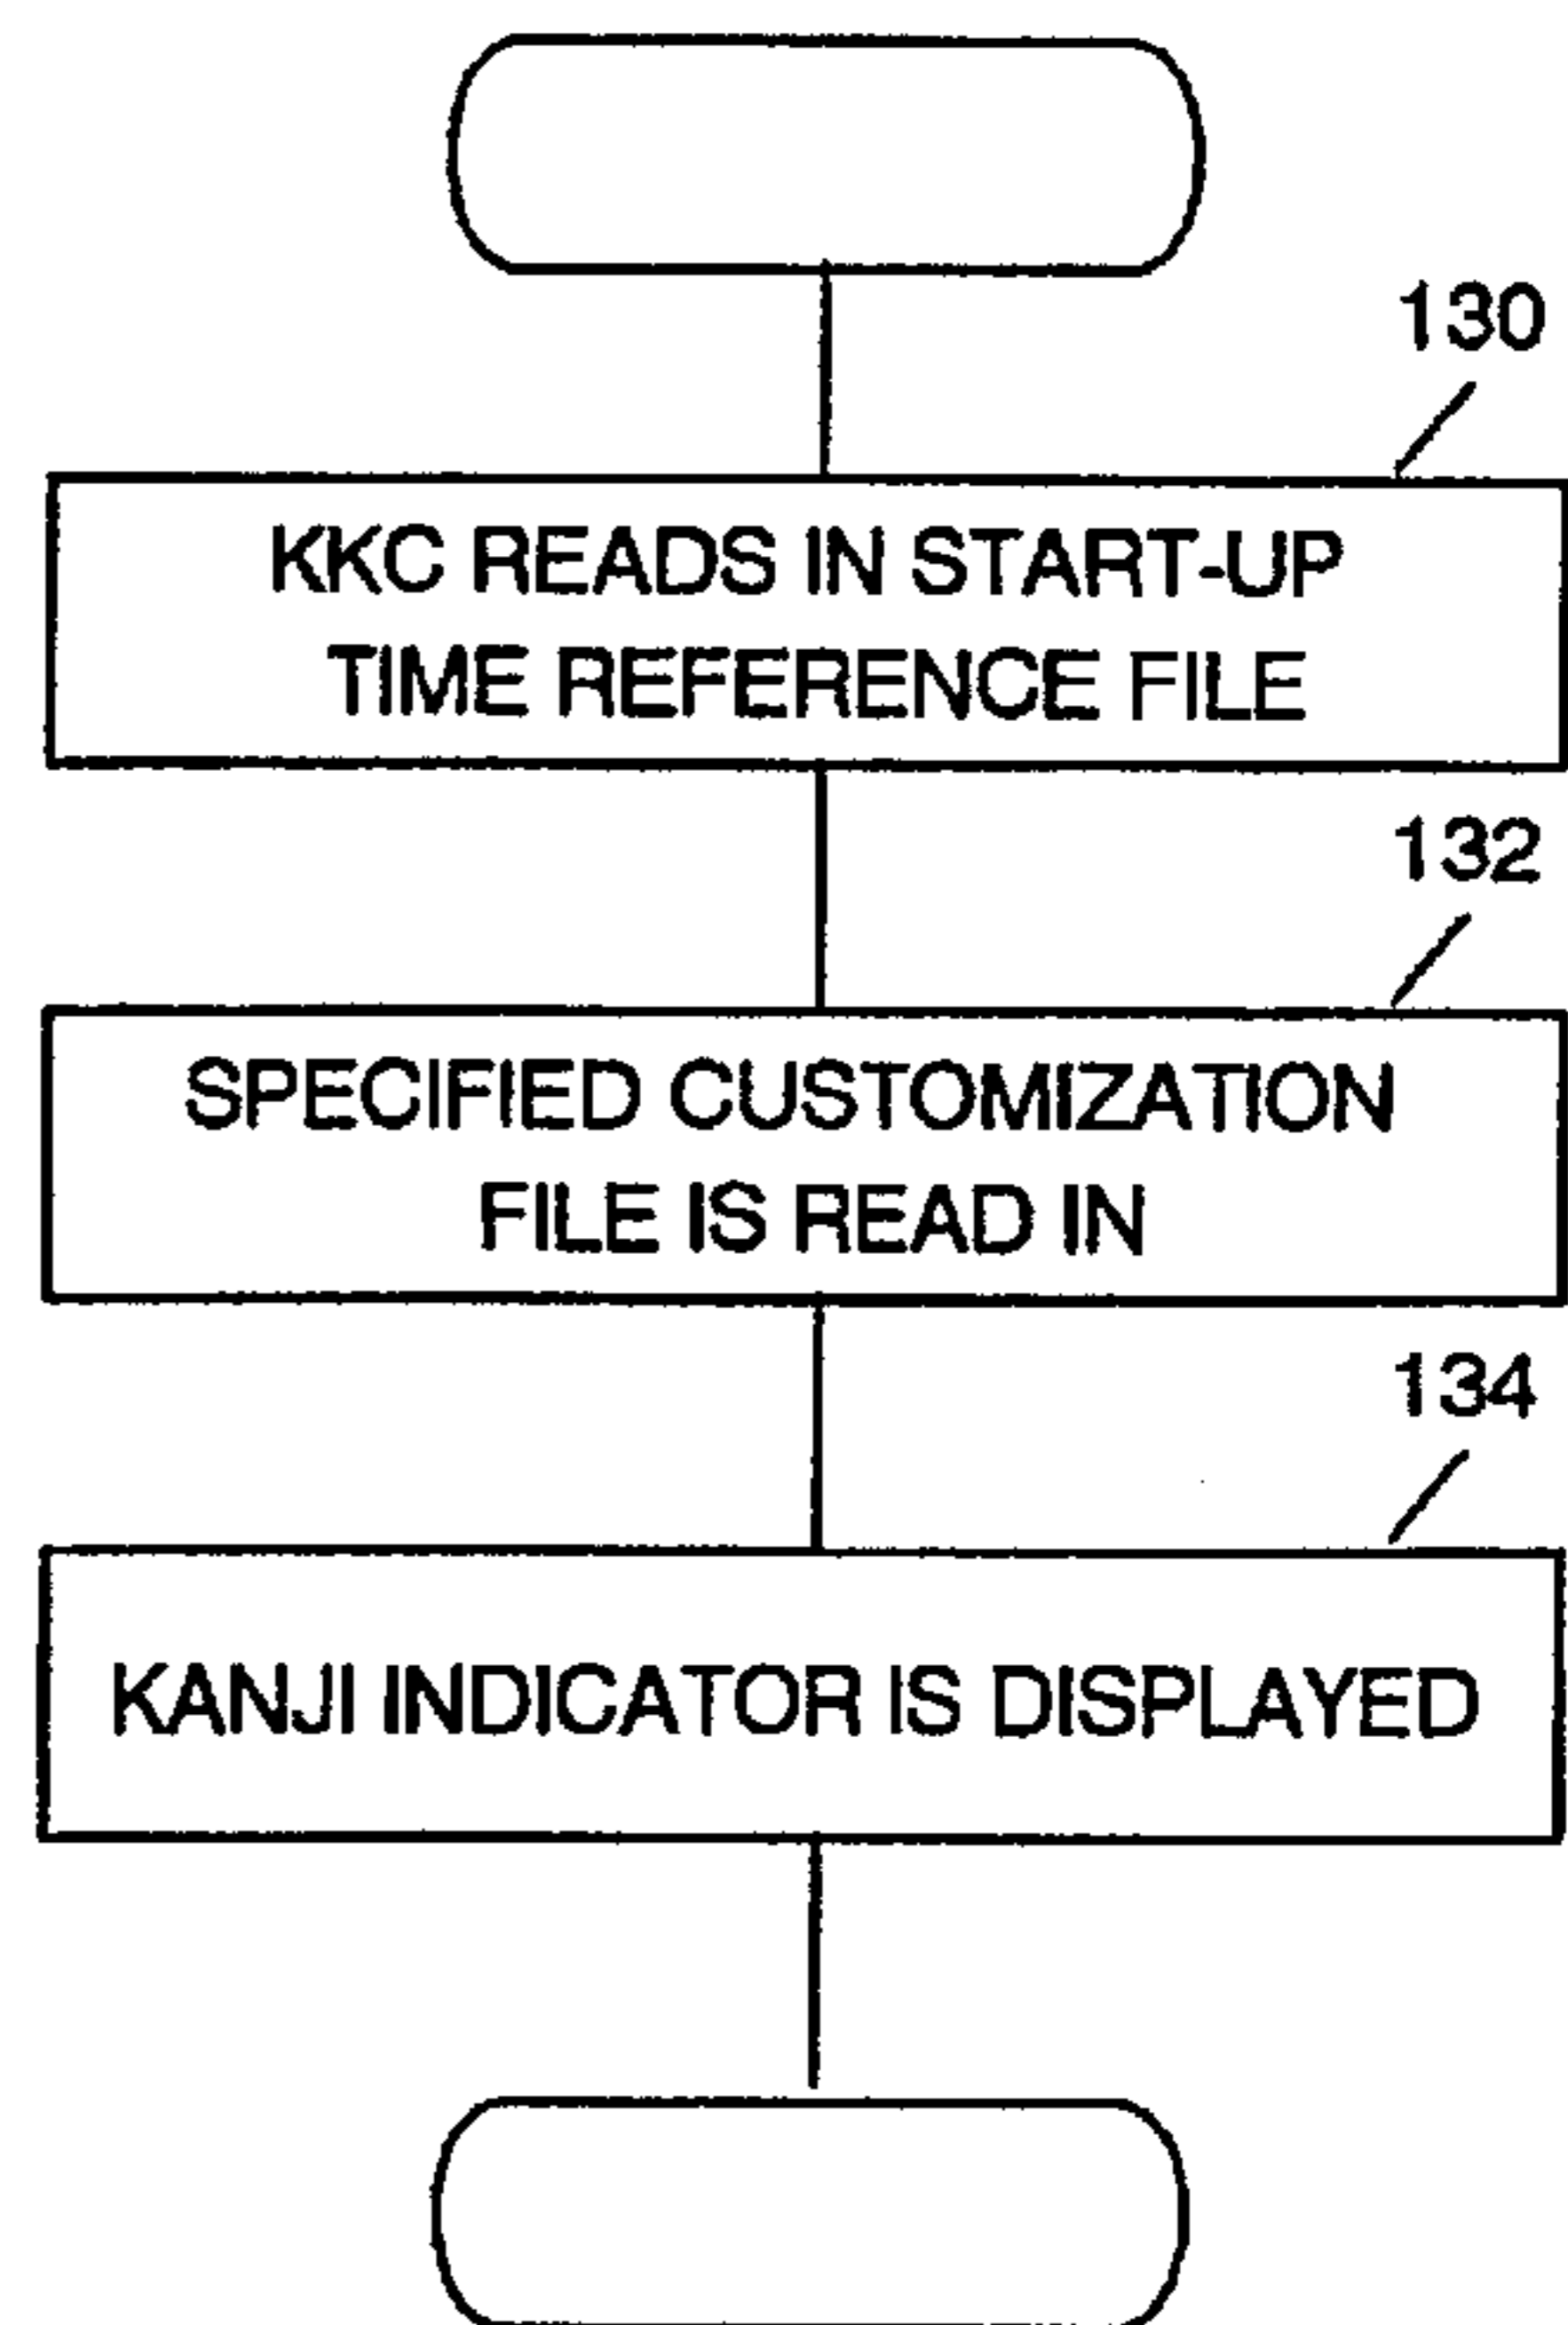 130
KKC READS IN START-UP
TIME REFERENCE FILE
132
SPECIFIED CUSTOMIZATION
FILE IS READ IN
134
KANJI INDICATOR IS DISPLAYED